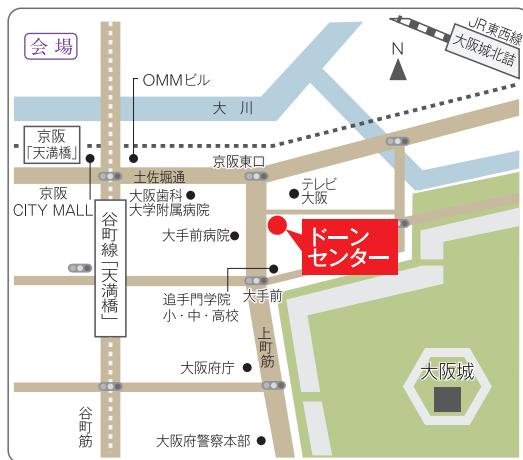 会場
JR東西線
大阪城北詰
N
OMMビル
大川
京阪
「天満橋」
京阪東口
土佐堀通
テレビ
大阪
京阪
CITY MALL
大阪歯科
大学附属病院
谷町線「天満橋」
大手前病院
ドーン
センター
追手門学院
小・中・高校
大手前
上町筋
大阪府庁
大阪城
谷町筋
大阪府警察本部